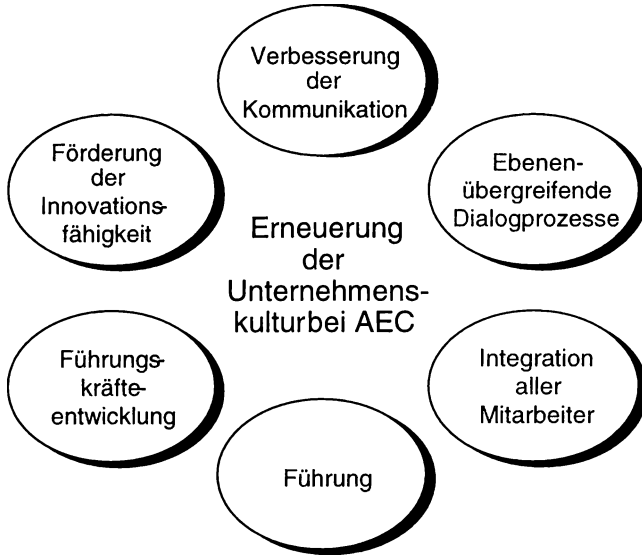 Verbesserung
der
Kommunikation
Förderung
der
Innovations-
fähigkeit
Ebenen-
übergreifende
Dialogprozesse
Erneuerung
der
Unternehmens-
kulturbei AEC
Führungs-
kräfte-
entwicklung
Integration
aller
Mitarbeiter
Führung